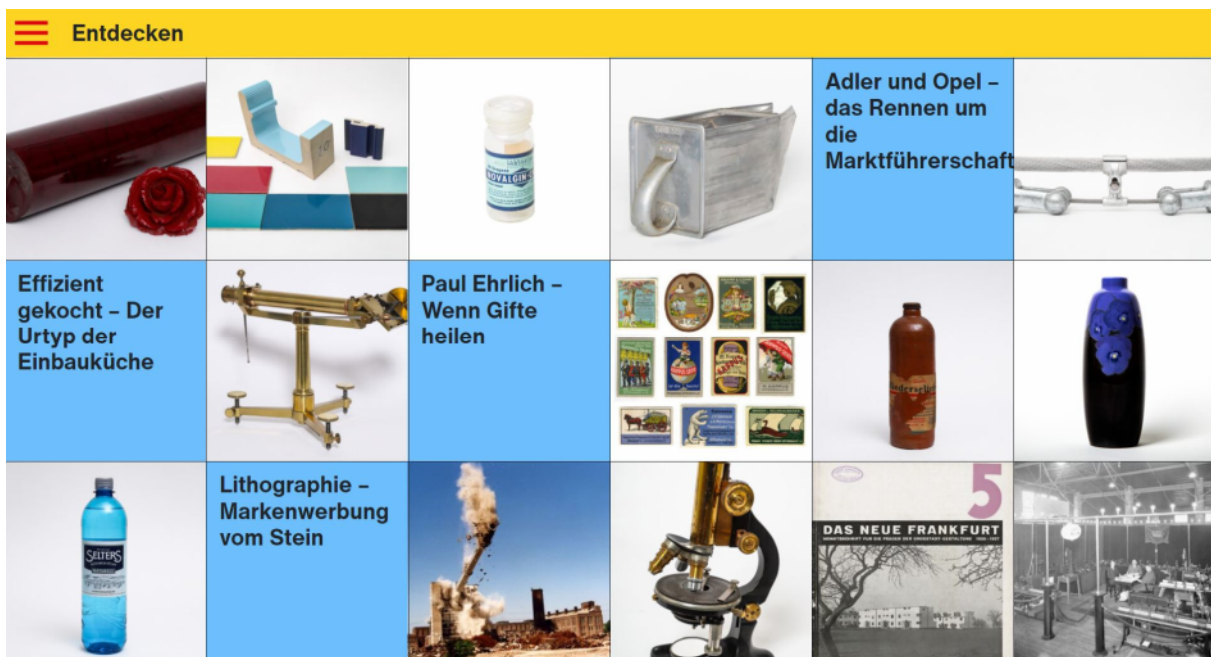 Entdecken
NOVALGIN
Adler und Opel –
das Rennen um
die
Marktführerschaft
Effizient
gekocht – Der
Urtyp der
Einbauküche
Paul Ehrlich –
Wenn Gifte
heilen
SELTERS
Lithographie –
Markenwerbung
vom Stein
5
DAS NEUE FRANKFURT